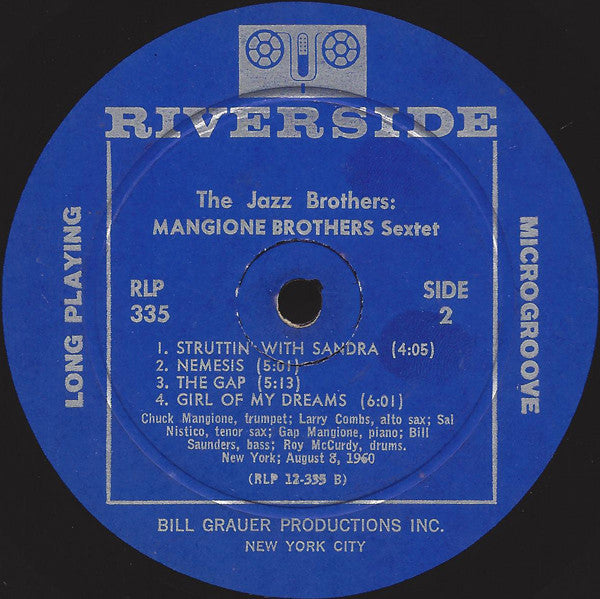 RIVERSIDE
The Jazz Brothers:
MANGIONE BROTHERS Sextet
LONG PLAYING
MICROGROOVE
RLP
335
SIDE
2
1. STRUTTIN' WITH SANDRA (4:05)
2. NEMESIS (5:01)
3. THE GAP (5:13)
4. GIRL OF MY DREAMS (6:01)
Chuck Mangione, trumpet; Larry Combs, alto sax; Sal
Nistico, tenor sax; Gap Mangione, piano; Bill
Saunders, bass; Roy McCurdy, drums.
New York; August 8, 1960
(RLP 12-335 B)
BILL GRAUER PRODUCTIONS INC.
NEW YORK CITY